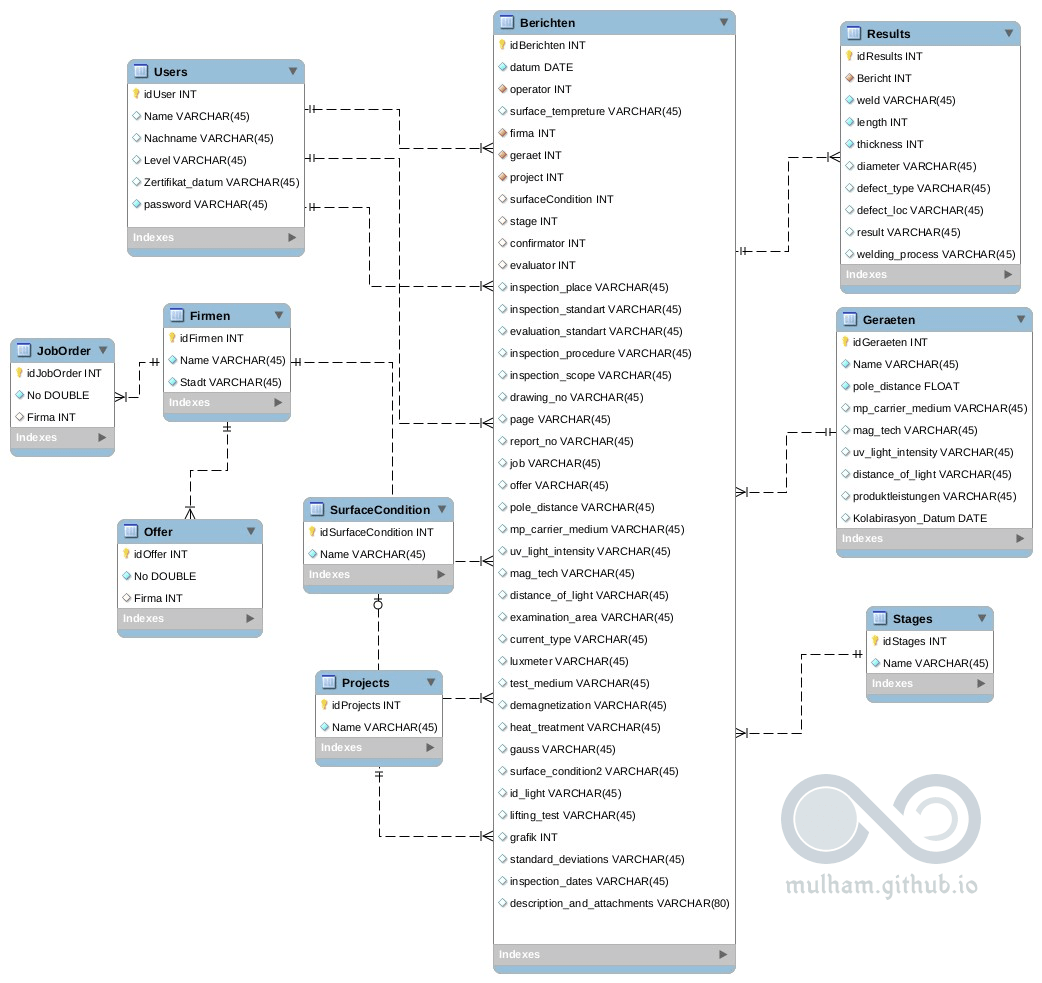 Users
idUser INT
Name VARCHAR(45)
Nachname VARCHAR(45)
Level VARCHAR(45)
Zertifikat_datum VARCHAR(45)
password VARCHAR(45)
Indexes
Firmen
idFirmen INT
Name VARCHAR(45)
Stadt VARCHAR(45)
Indexes
JobOrder
idJobOrder INT
No DOUBLE
Firma INT
Indexes
Offer
idOffer INT
No DOUBLE
Firma INT
Indexes
SurfaceCondition
idSurfaceCondition INT
Name VARCHAR(45)
Indexes
Projects
idProjects INT
Name VARCHAR(45)
Indexes
Berichten
idBerichten INT
datum DATE
operator INT
surface_tempreture VARCHAR(45)
firma INT
geraet INT
project INT
surfaceCondition INT
stage INT
confirmator INT
evaluator INT
inspection_place VARCHAR(45)
inspection_standart VARCHAR(45)
evaluation_standart VARCHAR(45)
inspection_procedure VARCHAR(45)
inspection_scope VARCHAR(45)
drawing_no VARCHAR(45)
page VARCHAR(45)
report_no VARCHAR(45)
job VARCHAR(45)
offer VARCHAR(45)
pole_distance VARCHAR(45)
mp_carrier_medium VARCHAR(45)
uv_light_intensity VARCHAR(45)
mag_tech VARCHAR(45)
distance_of_light VARCHAR(45)
examination_area VARCHAR(45)
current_type VARCHAR(45)
luxmeter VARCHAR(45)
test_medium VARCHAR(45)
demagnetization VARCHAR(45)
heat_treatment VARCHAR(45)
gauss VARCHAR(45)
surface_condition2 VARCHAR(45)
id_light VARCHAR(45)
lifting_test VARCHAR(45)
grafik INT
standard_deviations VARCHAR(45)
inspection_dates VARCHAR(45)
description_and_attachments VARCHAR(80)
Indexes
Results
idResults INT
Bericht INT
weld VARCHAR(45)
length INT
thickness INT
diameter VARCHAR(45)
defect_type VARCHAR(45)
defect_loc VARCHAR(45)
result VARCHAR(45)
welding_process VARCHAR(45)
Indexes
Geraeten
idGeraeten INT
Name VARCHAR(45)
pole_distance FLOAT
mp_carrier_medium VARCHAR(45)
mag_tech VARCHAR(45)
uv_light_intensity VARCHAR(45)
distance_of_light VARCHAR(45)
produktleistungen VARCHAR(45)
Kolabirasyon_Datum DATE
Indexes
Stages
idStages INT
Name VARCHAR(45)
Indexes
mulham.github.io